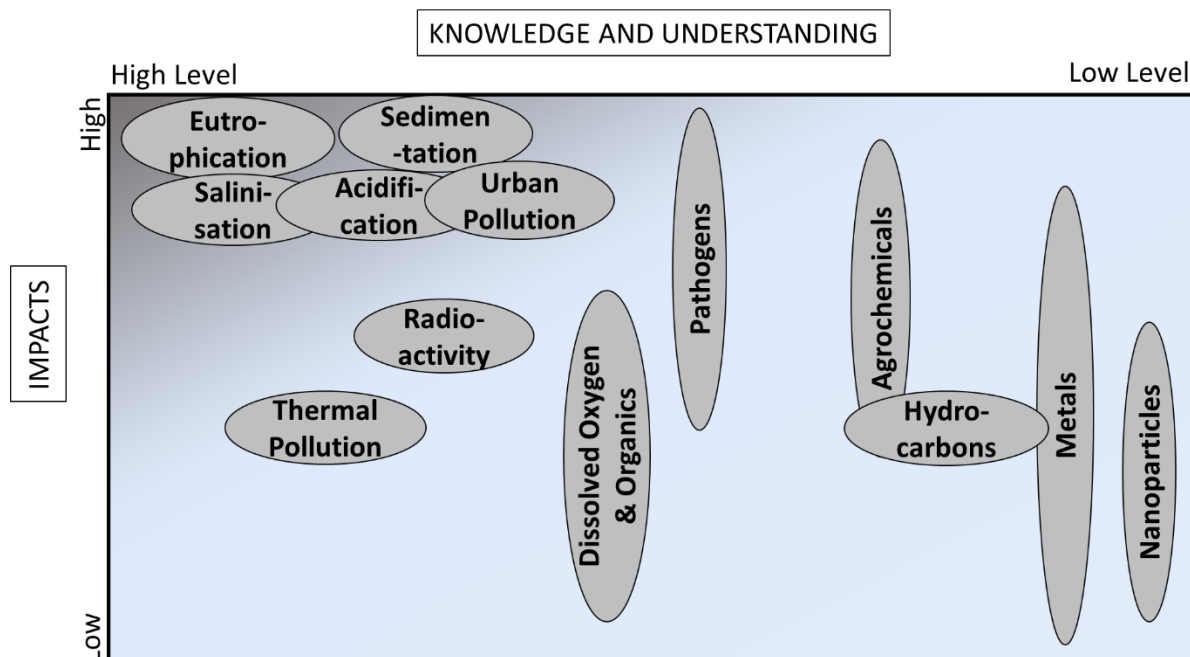 KNOWLEDGE AND UNDERSTANDING
High Level
Low Level
High
IMPACTS
Low
Eutro-
phication
Sedimen
-tation
Salini-
sation
Acidifi-
cation
Urban
Pollution
Radio-
activity
Thermal
Pollution
Dissolved Oxygen
& Organics
Pathogens
Agrochemicals
Hydro-
carbons
Metals
Nanoparticles